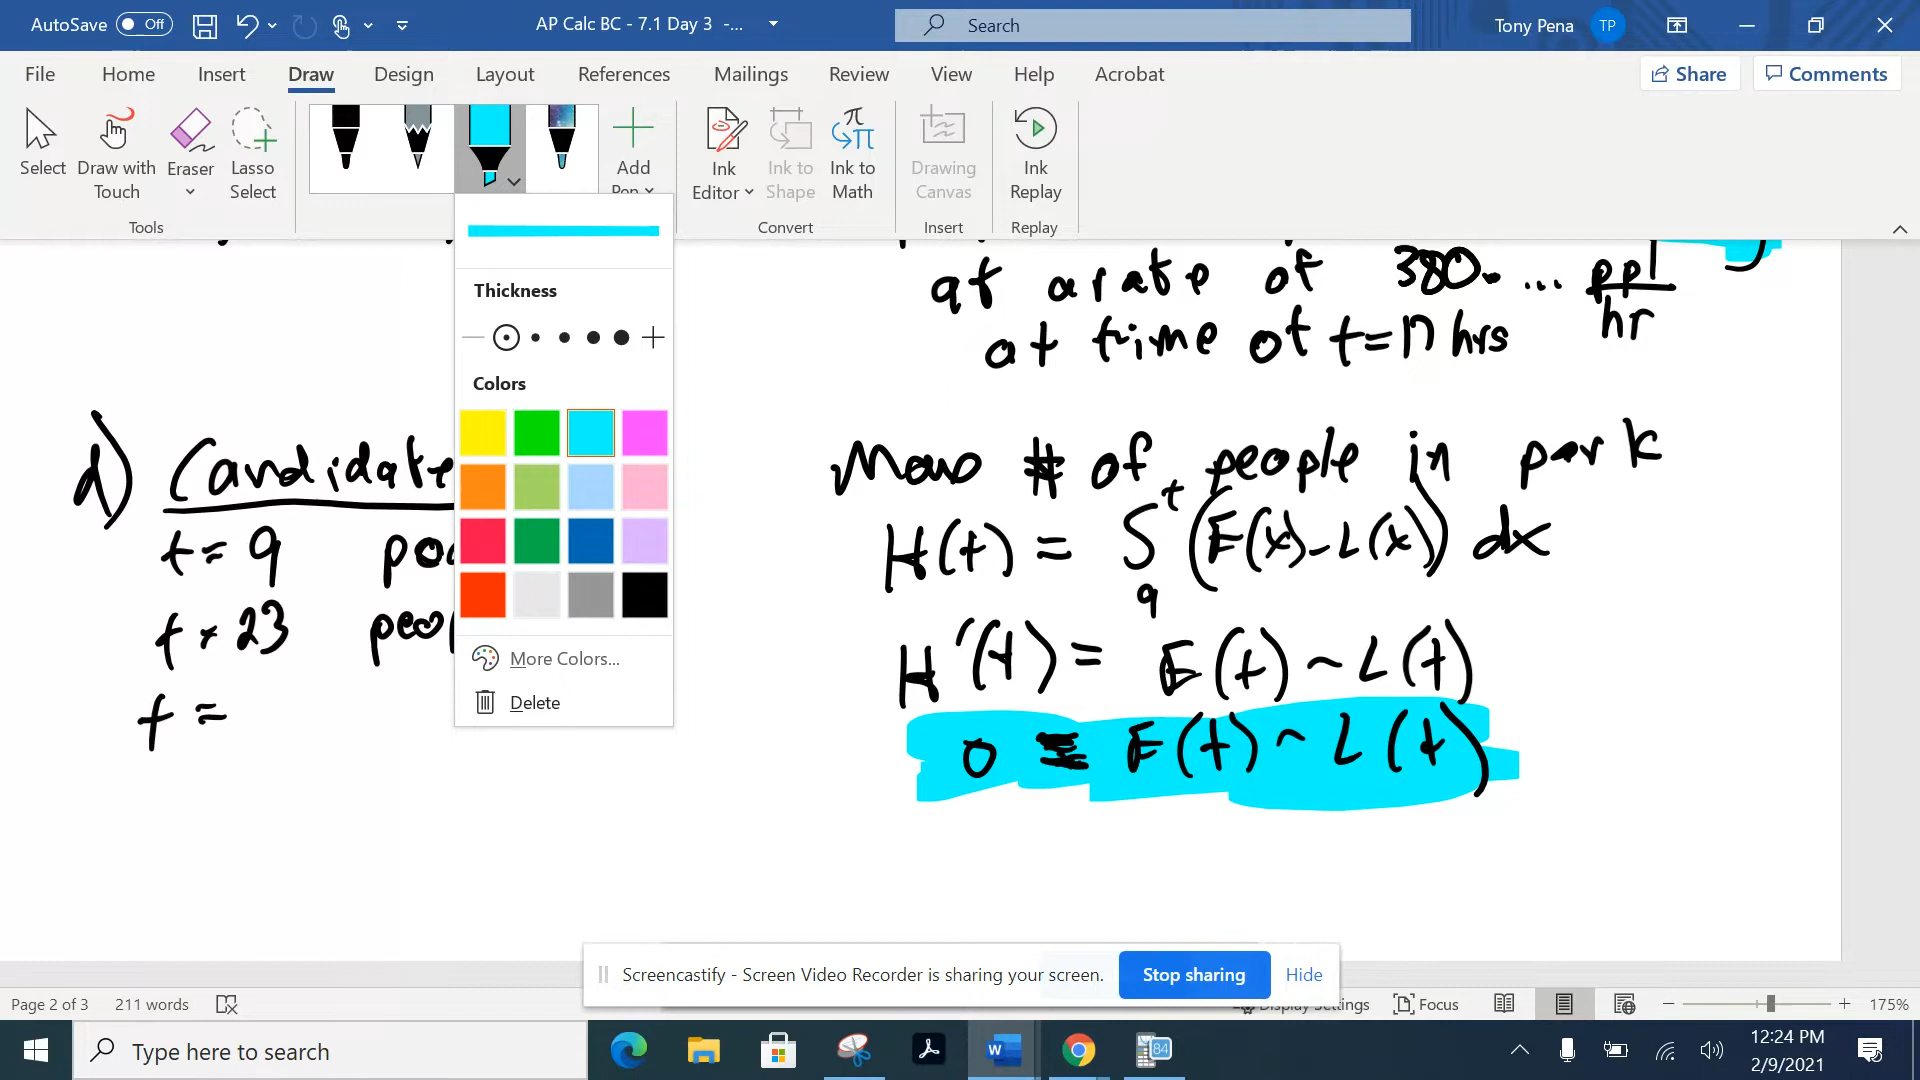 AutoSave Off
AP Calc BC - 7.1 Day 3 -...
Search
Tony Pena TP
File Home Insert Draw Design Layout References Mailings Review View Help Acrobat
Share Comments
Select
Draw with Touch
Eraser
Lasso Select
Add Pen
Ink Editor
Ink to Shape
Ink to Math
Drawing Canvas
Ink Replay
Tools
Convert
Insert
Replay
Thickness
Colors
More Colors...
Delete
at a rate of 380. ... ppl/hr
at time of t=17 hrs
d) Candidate
t = 9
t = 23
t =
# of people in park
H(t) = ∫₉ᵗ (E(x)-L(x)) dx
H'(t) = E(t) - L(t)
0 = E(t) - L(t)
Screencastify - Screen Video Recorder is sharing your screen.
Stop sharing
Hide
Page 2 of 3 211 words
Display Settings
Focus
175%
Type here to search
84
12:24 PM
2/9/2021